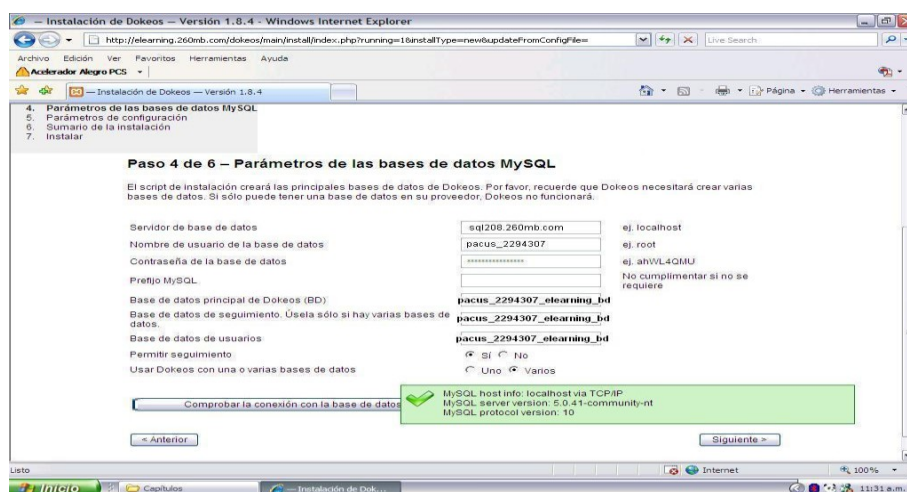 — Instalación de Dokeos — Versión 1.8.4 - Windows Internet Explorer
http://elearning.260mb.com/dokeos/main/install/index.php?running=1&installType=new&updateFromConfigFile=
Live Search
Archivo Edición Ver Favoritos Herramientas Ayuda
Acelerador Alegro PCS
— Instalación de Dokeos — Versión 1.8.4
Página Herramientas
4. Parámetros de las bases de datos MySQL
5. Parámetros de configuración
6. Sumario de la instalación
7. Instalar
Paso 4 de 6 – Parámetros de las bases de datos MySQL
El script de instalación creará las principales bases de datos de Dokeos. Por favor, recuerde que Dokeos necesitará crear varias
bases de datos. Si sólo puede tener una base de datos en su proveedor, Dokeos no funcionará.
Servidor de base de datos sql208.260mb.com ej. localhost
Nombre de usuario de la base de datos pacus_2294307 ej. root
Contraseña de la base de datos **************** ej. ahWL4QMU
Prefijo MySQL No cumplimentar si no se
requiere
Base de datos principal de Dokeos (BD) pacus_2294307_elearning_bd
Base de datos de seguimiento. Úsela sólo si hay varias bases de
datos. pacus_2294307_elearning_bd
Base de datos de usuarios pacus_2294307_elearning_bd
Permitir seguimiento Sí No
Usar Dokeos con una o varias bases de datos Uno Varios
Comprobar la conexión con la base de datos
MySQL host info: localhost via TCP/IP
MySQL server version: 5.0.41-community-nt
MySQL protocol version: 10
< Anterior Siguiente >
Listo Internet 100%
Inicio Capítulos — Instalación de Dok... 11:31 a.m.